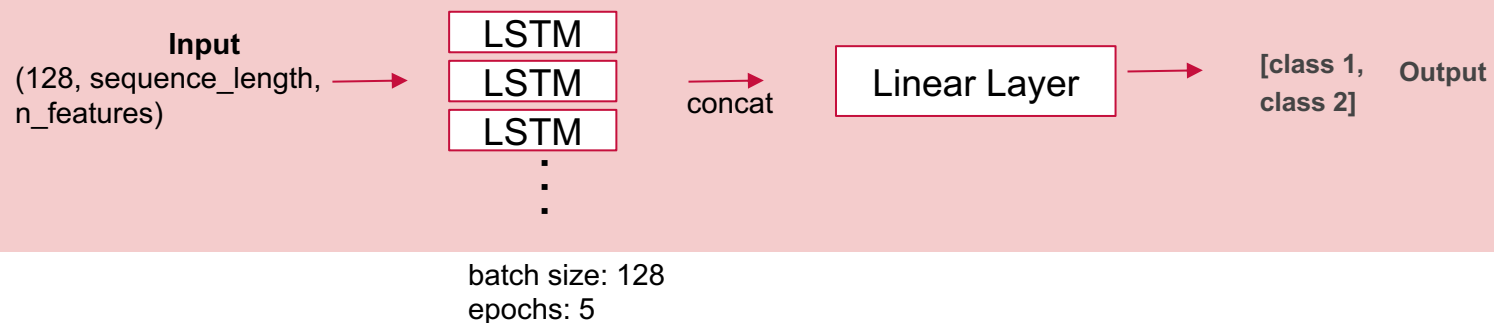 Input
(128, sequence_length,
n_features)
LSTM
LSTM
LSTM
concat
Linear Layer
[class 1,
class 2]
Output
batch size: 128
epochs: 5